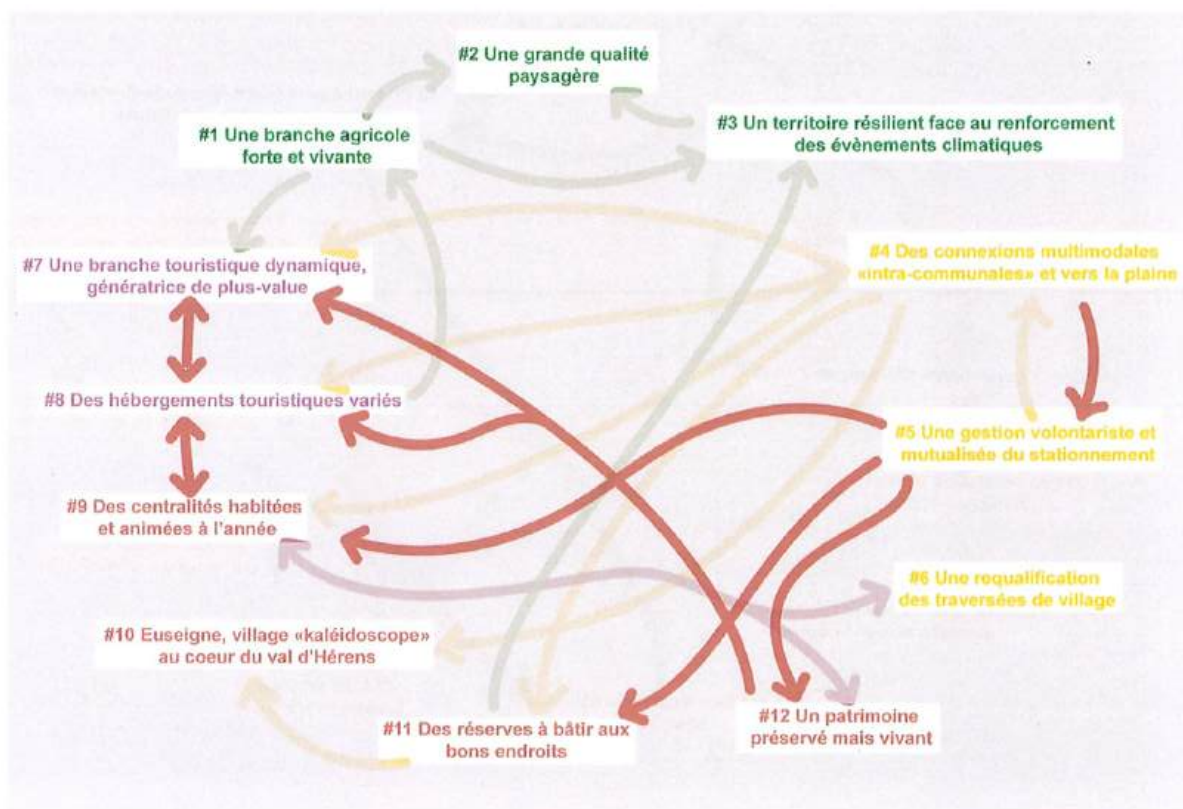 #2 Une grande qualité
paysagère
#1 Une branche agricole
forte et vivante
#3 Un territoire résilient face au renforcement
des évènements climatiques
#7 Une branche touristique dynamique,
génératrice de plus-value
#4 Des connexions multimodales
«intra-communales» et vers la plaine
#8 Des hébergements touristiques variés
#5 Une gestion volontariste et
mutualisée du stationnement
#9 Des centralités habitées
et animées à l'année
#6 Une requalification
des traversées de village
#10 Euseigne, village «kaléidoscope»
au coeur du val d'Hérens
#11 Des réserves à bâtir aux
bons endroits
#12 Un patrimoine
préservé mais vivant